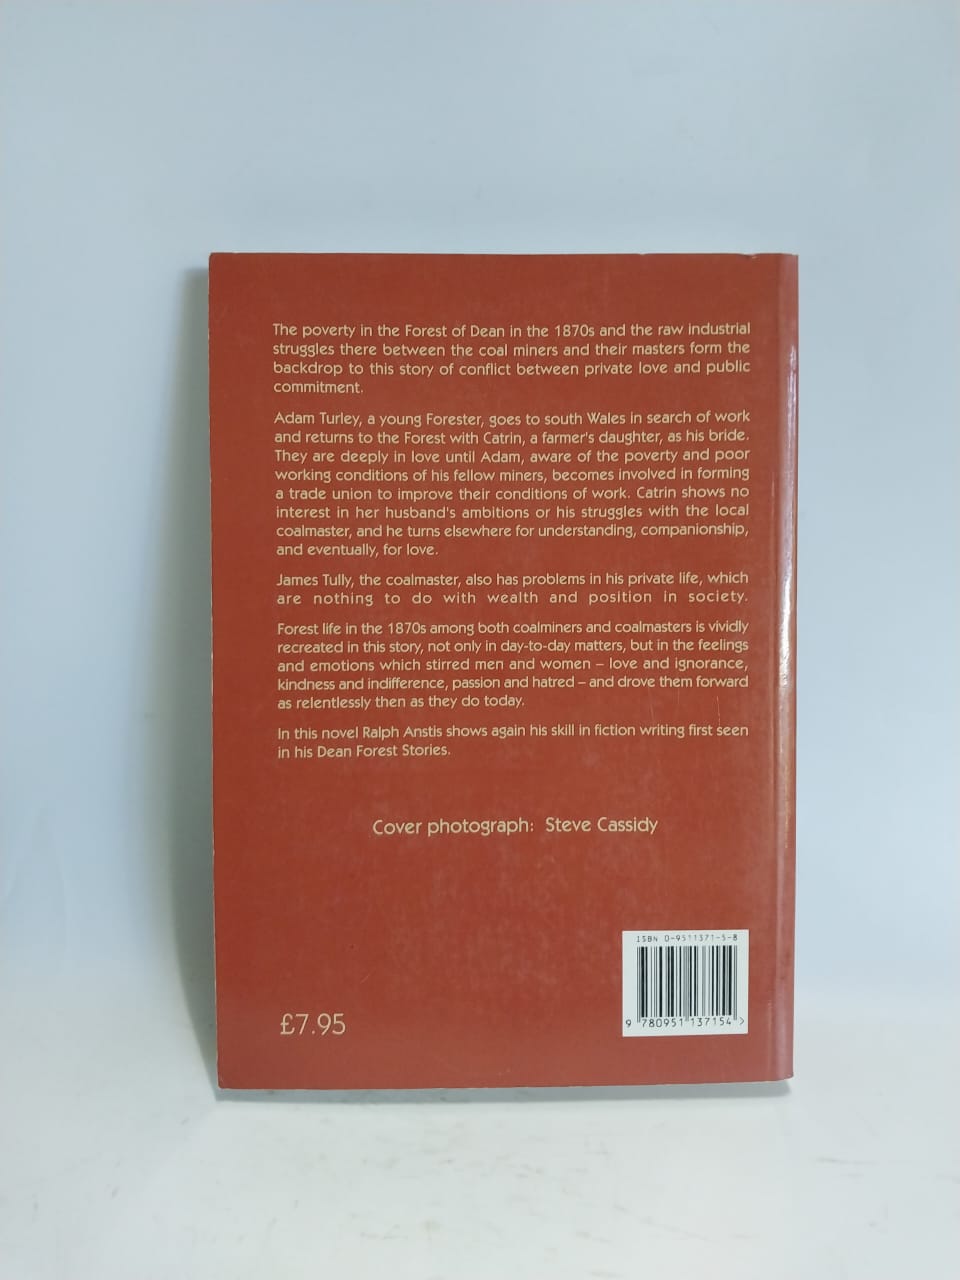 The poverty in the Forest of Dean in the 1870s and the raw industrial
struggles there between the coal miners and their masters form the
backdrop to this story of conflict between private love and public
commitment.
Adam Turley, a young Forester, goes to south Wales in search of work
and returns to the Forest with Catrin, a farmer's daughter, as his bride.
They are deeply in love until Adam, aware of the poverty and poor
working conditions of his fellow miners, becomes involved in forming
a trade union to improve their conditions of work. Catrin shows no
interest in her husband's ambitions or his struggles with the local
coalmaster, and he turns elsewhere for understanding, companionship,
and eventually, for love.
James Tully, the coalmaster, also has problems in his private life, which
are nothing to do with wealth and position in society.
Forest life in the 1870s among both coalminers and coalmasters is vividly
recreated in this story, not only in day-to-day matters, but in the feelings
and emotions which stirred men and women – love and ignorance,
kindness and indifference, passion and hatred – and drove them forward
as relentlessly then as they do today.
In this novel Ralph Anstis shows again his skill in fiction writing first seen
in his Dean Forest Stories.
Cover photograph: Steve Cassidy
ISBN 0-9511371-5-8
9 780951 137154 >
£7.95